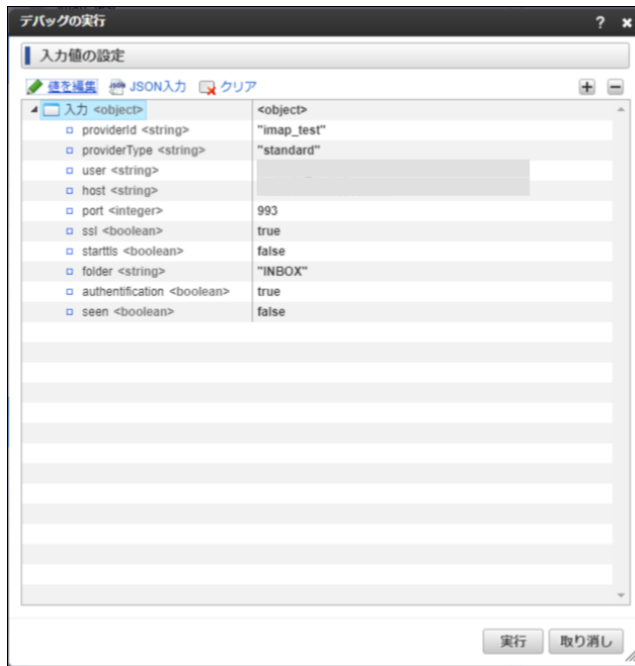 デバッグの実行 ? ×
入力値の設定
値を編集 JSON入力 クリア
入力 <object> <object>
providerId <string> "imap_test"
providerType <string> "standard"
user <string>
host <string>
port <integer> 993
ssl <boolean> true
starttls <boolean> false
folder <string> "INBOX"
authentification <boolean> true
seen <boolean> false
実行 取り消し